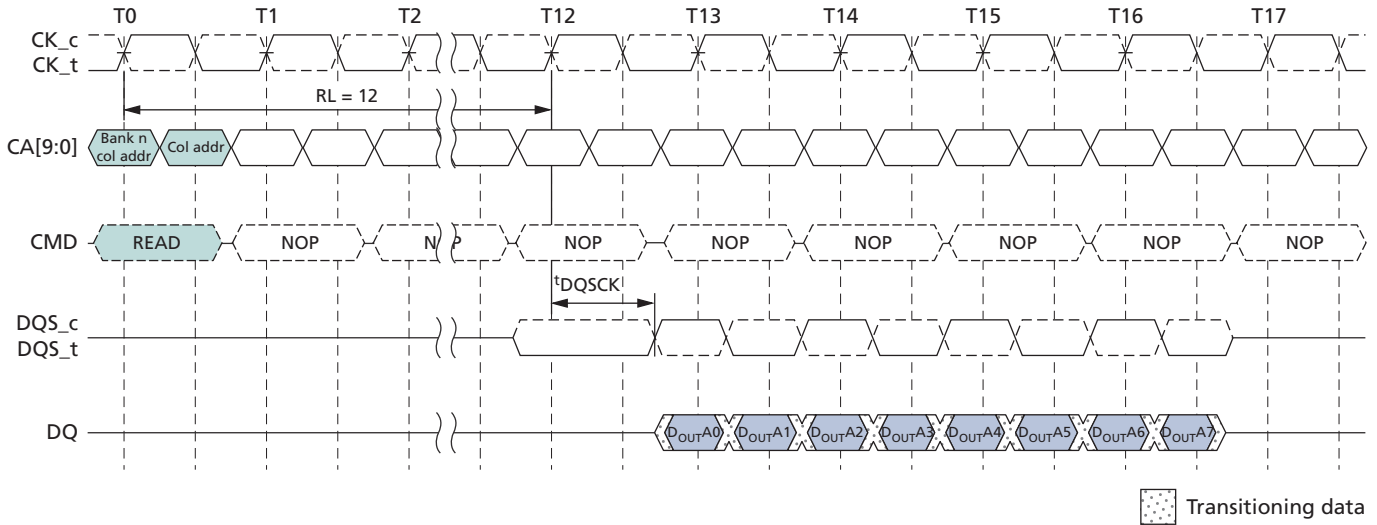 T0 T1 T2 T12 T13 T14 T15 T16 T17
CK_c
CK_t
RL = 12
CA[9:0] Bank n col addr Col addr
CMD READ NOP NOP NOP NOP NOP NOP NOP NOP
tDQSCK
DQS_c
DQS_t
DQ DOUTA0 DOUTA1 DOUTA2 DOUTA3 DOUTA4 DOUTA5 DOUTA6 DOUTA7
Transitioning data